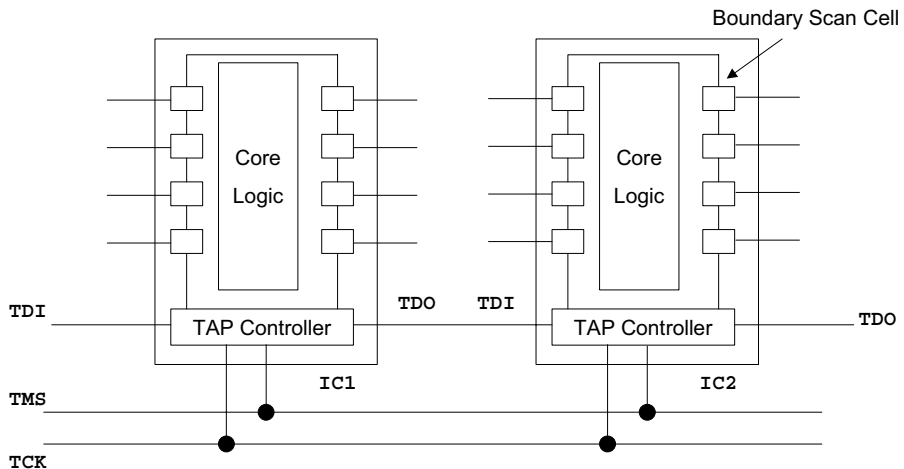 Boundary Scan Cell
Core
Logic
Core
Logic
TDI
TDO
TDI
TDO
TAP Controller
TAP Controller
IC1
IC2
TMS
TCK